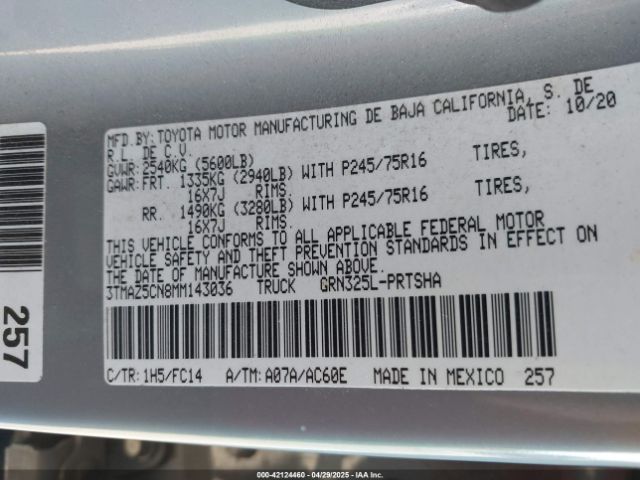 MFD.BY:TOYOTA MOTOR MANUFACTURING DE BAJA CALIFORNIA, S. DE
R.L. DE C.V. DATE: 10/20
GVWR: 2540KG (5600LB)
GAWR: FRT. 1335KG (2940LB) WITH P245/75R16 TIRES,
16X7J RIMS.
RR. 1490KG (3280LB) WITH P245/75R16 TIRES,
16X7J RIMS.
THIS VEHICLE CONFORMS TO ALL APPLICABLE FEDERAL MOTOR
VEHICLE SAFETY AND THEFT PREVENTION STANDARDS IN EFFECT ON
THE DATE OF MANUFACTURE SHOWN ABOVE.
3TMAZ5CN8MM143036 TRUCK GRN325L-PRTSHA
C/TR: 1H5/FC14 A/TM: A07A/AC60E MADE IN MEXICO 257
257
000-42124460 - 04/29/2025 - IAA Inc. (IAA)